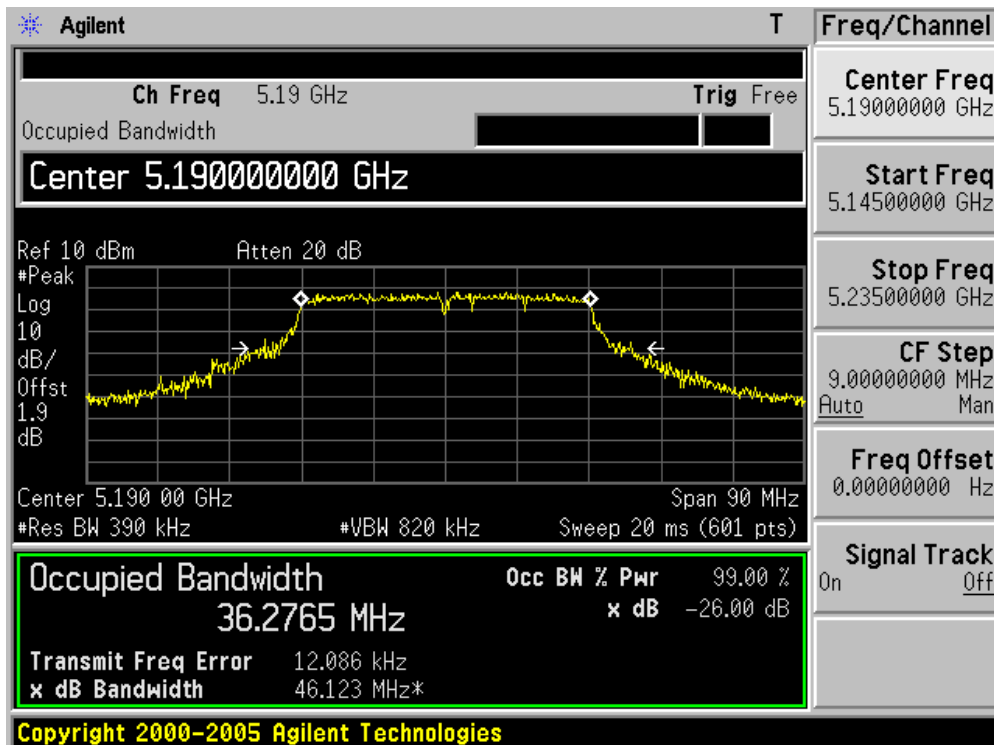 Agilent
T
Freq/Channel
Ch Freq 5.19 GHz Trig Free
Occupied Bandwidth
Center 5.190000000 GHz
Ref 10 dBm Atten 20 dB
#Peak
Log
10
dB/
Offst
1.9
dB
Center 5.190 00 GHz Span 90 MHz
#Res BW 390 kHz #VBW 820 kHz Sweep 20 ms (601 pts)
Occupied Bandwidth Occ BW % Pwr 99.00 %
36.2765 MHz x dB -26.00 dB
Transmit Freq Error 12.086 kHz
x dB Bandwidth 46.123 MHz*
Copyright 2000-2005 Agilent Technologies
Center Freq
5.19000000 GHz
Start Freq
5.14500000 GHz
Stop Freq
5.23500000 GHz
CF Step
9.00000000 MHz
Auto Man
Freq Offset
0.00000000 Hz
Signal Track
On Off